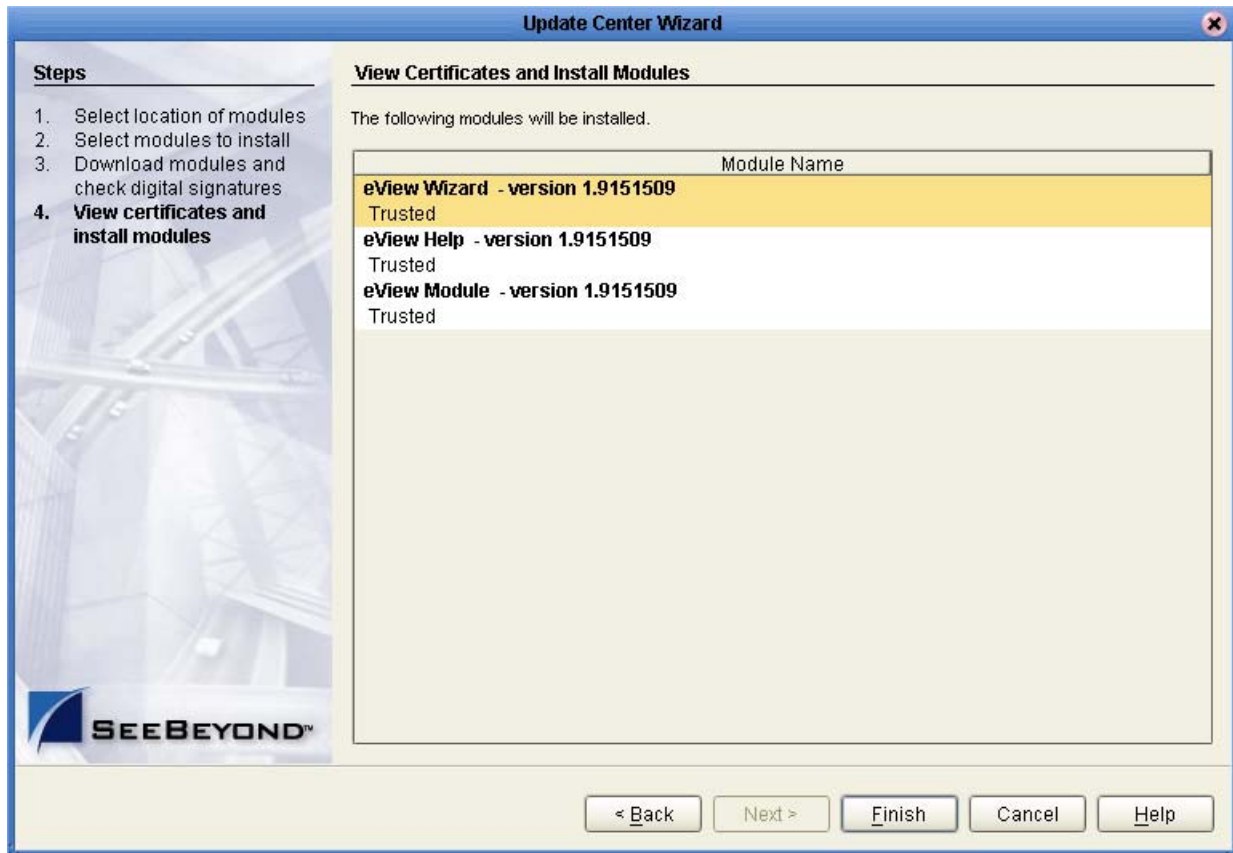 Update Center Wizard
Steps
1. Select location of modules
2. Select modules to install
3. Download modules and
check digital signatures
4. View certificates and
install modules
SEEBEYOND™
View Certificates and Install Modules
The following modules will be installed.
Module Name
eView Wizard - version 1.9151509
Trusted
eView Help - version 1.9151509
Trusted
eView Module - version 1.9151509
Trusted
< Back
Next >
Finish
Cancel
Help